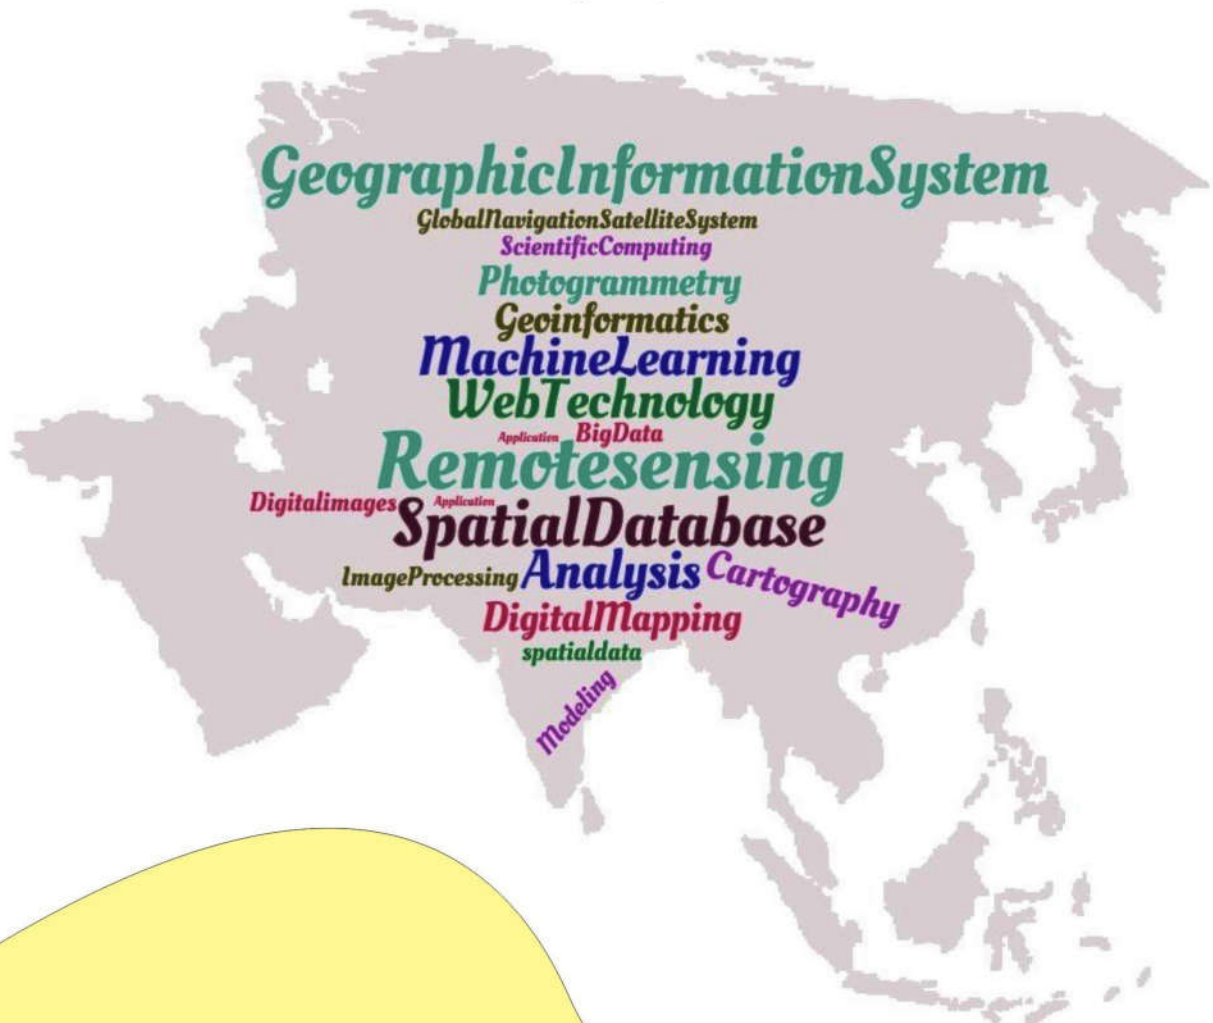 GeographicInformationSystem
GlobalNavigationSatelliteSystem
ScientificComputing
Photogrammetry
Geoinformatics
MachineLearning
WebTechnology
Application BigData
Remotesensing
Digitalimages Application
SpatialDatabase
ImageProcessing Analysis Cartography
DigitalMapping
spatialdata
Modeling